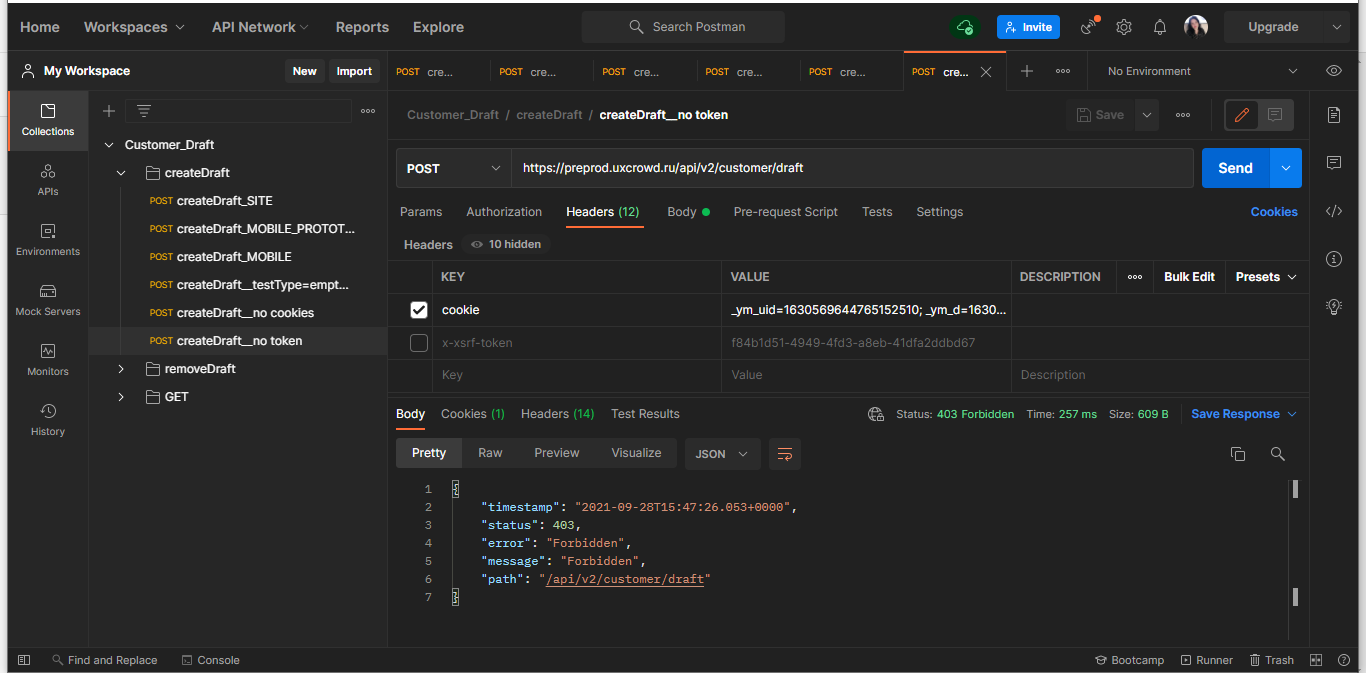 Home Workspaces API Network Reports Explore Search Postman Invite Upgrade
My Workspace New Import POST cre... POST cre... POST cre... POST cre... POST cre... POST cre... No Environment
Collections
APIs
Environments
Mock Servers
Monitors
History
Customer_Draft
createDraft
POST createDraft_SITE
POST createDraft_MOBILE_PROTOT...
POST createDraft_MOBILE
POST createDraft__testType=empt...
POST createDraft__no cookies
POST createDraft__no token
removeDraft
GET
Customer_Draft / createDraft / createDraft__no token Save
POST https://preprod.uxcrowd.ru/api/v2/customer/draft Send
Params Authorization Headers (12) Body Pre-request Script Tests Settings Cookies
Headers 10 hidden
KEY VALUE DESCRIPTION Bulk Edit Presets
cookie _ym_uid=1630569644765152510; _ym_d=1630...
x-xsrf-token f84b1d51-4949-4fd3-a8eb-41dfa2ddbd67
Key Value Description
Body Cookies (1) Headers (14) Test Results Status: 403 Forbidden Time: 257 ms Size: 609 B Save Response
Pretty Raw Preview Visualize JSON
1 {
2 "timestamp": "2021-09-28T15:47:26.053+0000",
3 "status": 403,
4 "error": "Forbidden",
5 "message": "Forbidden",
6 "path": "/api/v2/customer/draft"
7 }
Find and Replace Console Bootcamp Runner Trash